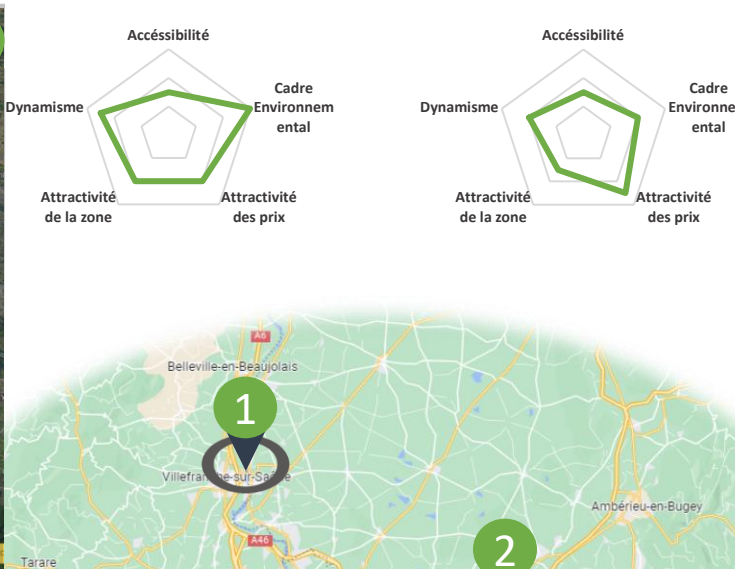 Accéssibilité
Dynamisme
Cadre
Environnem
ental
Attractivité
de la zone
Attractivité
des prix
Accéssibilité
Dynamisme
Cadre
Environne
ental
Attractivité
de la zone
Attractivité
des prix
A6
Belleville-en-Beaujolais
1
Villefranche-sur-Saône
Ambérieu-en-Bugey
A46
2
Tarare